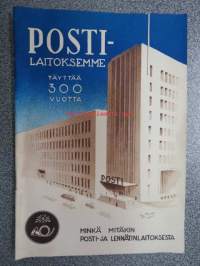 POSTI-
LAITOKSEMME
TÄYTTÄÄ
300
VUOTTA
POSTI
MINKÄ MITÄKIN
POSTI- JA LENNÄTINLAITOKSESTA